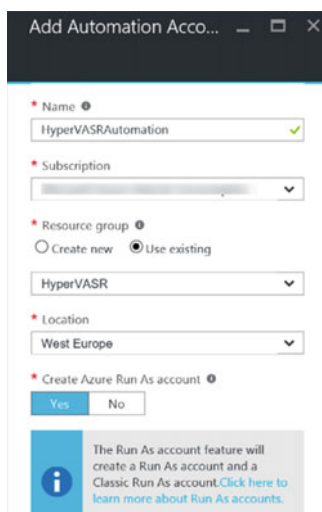 Add Automation Acco...
* Name
HyperVASRAutomation
* Subscription
* Resource group
Create new Use existing
HyperVASR
* Location
West Europe
* Create Azure Run As account
Yes No
The Run As account feature will
create a Run As account and a
Classic Run As account.Click here to
learn more about Run As accounts.